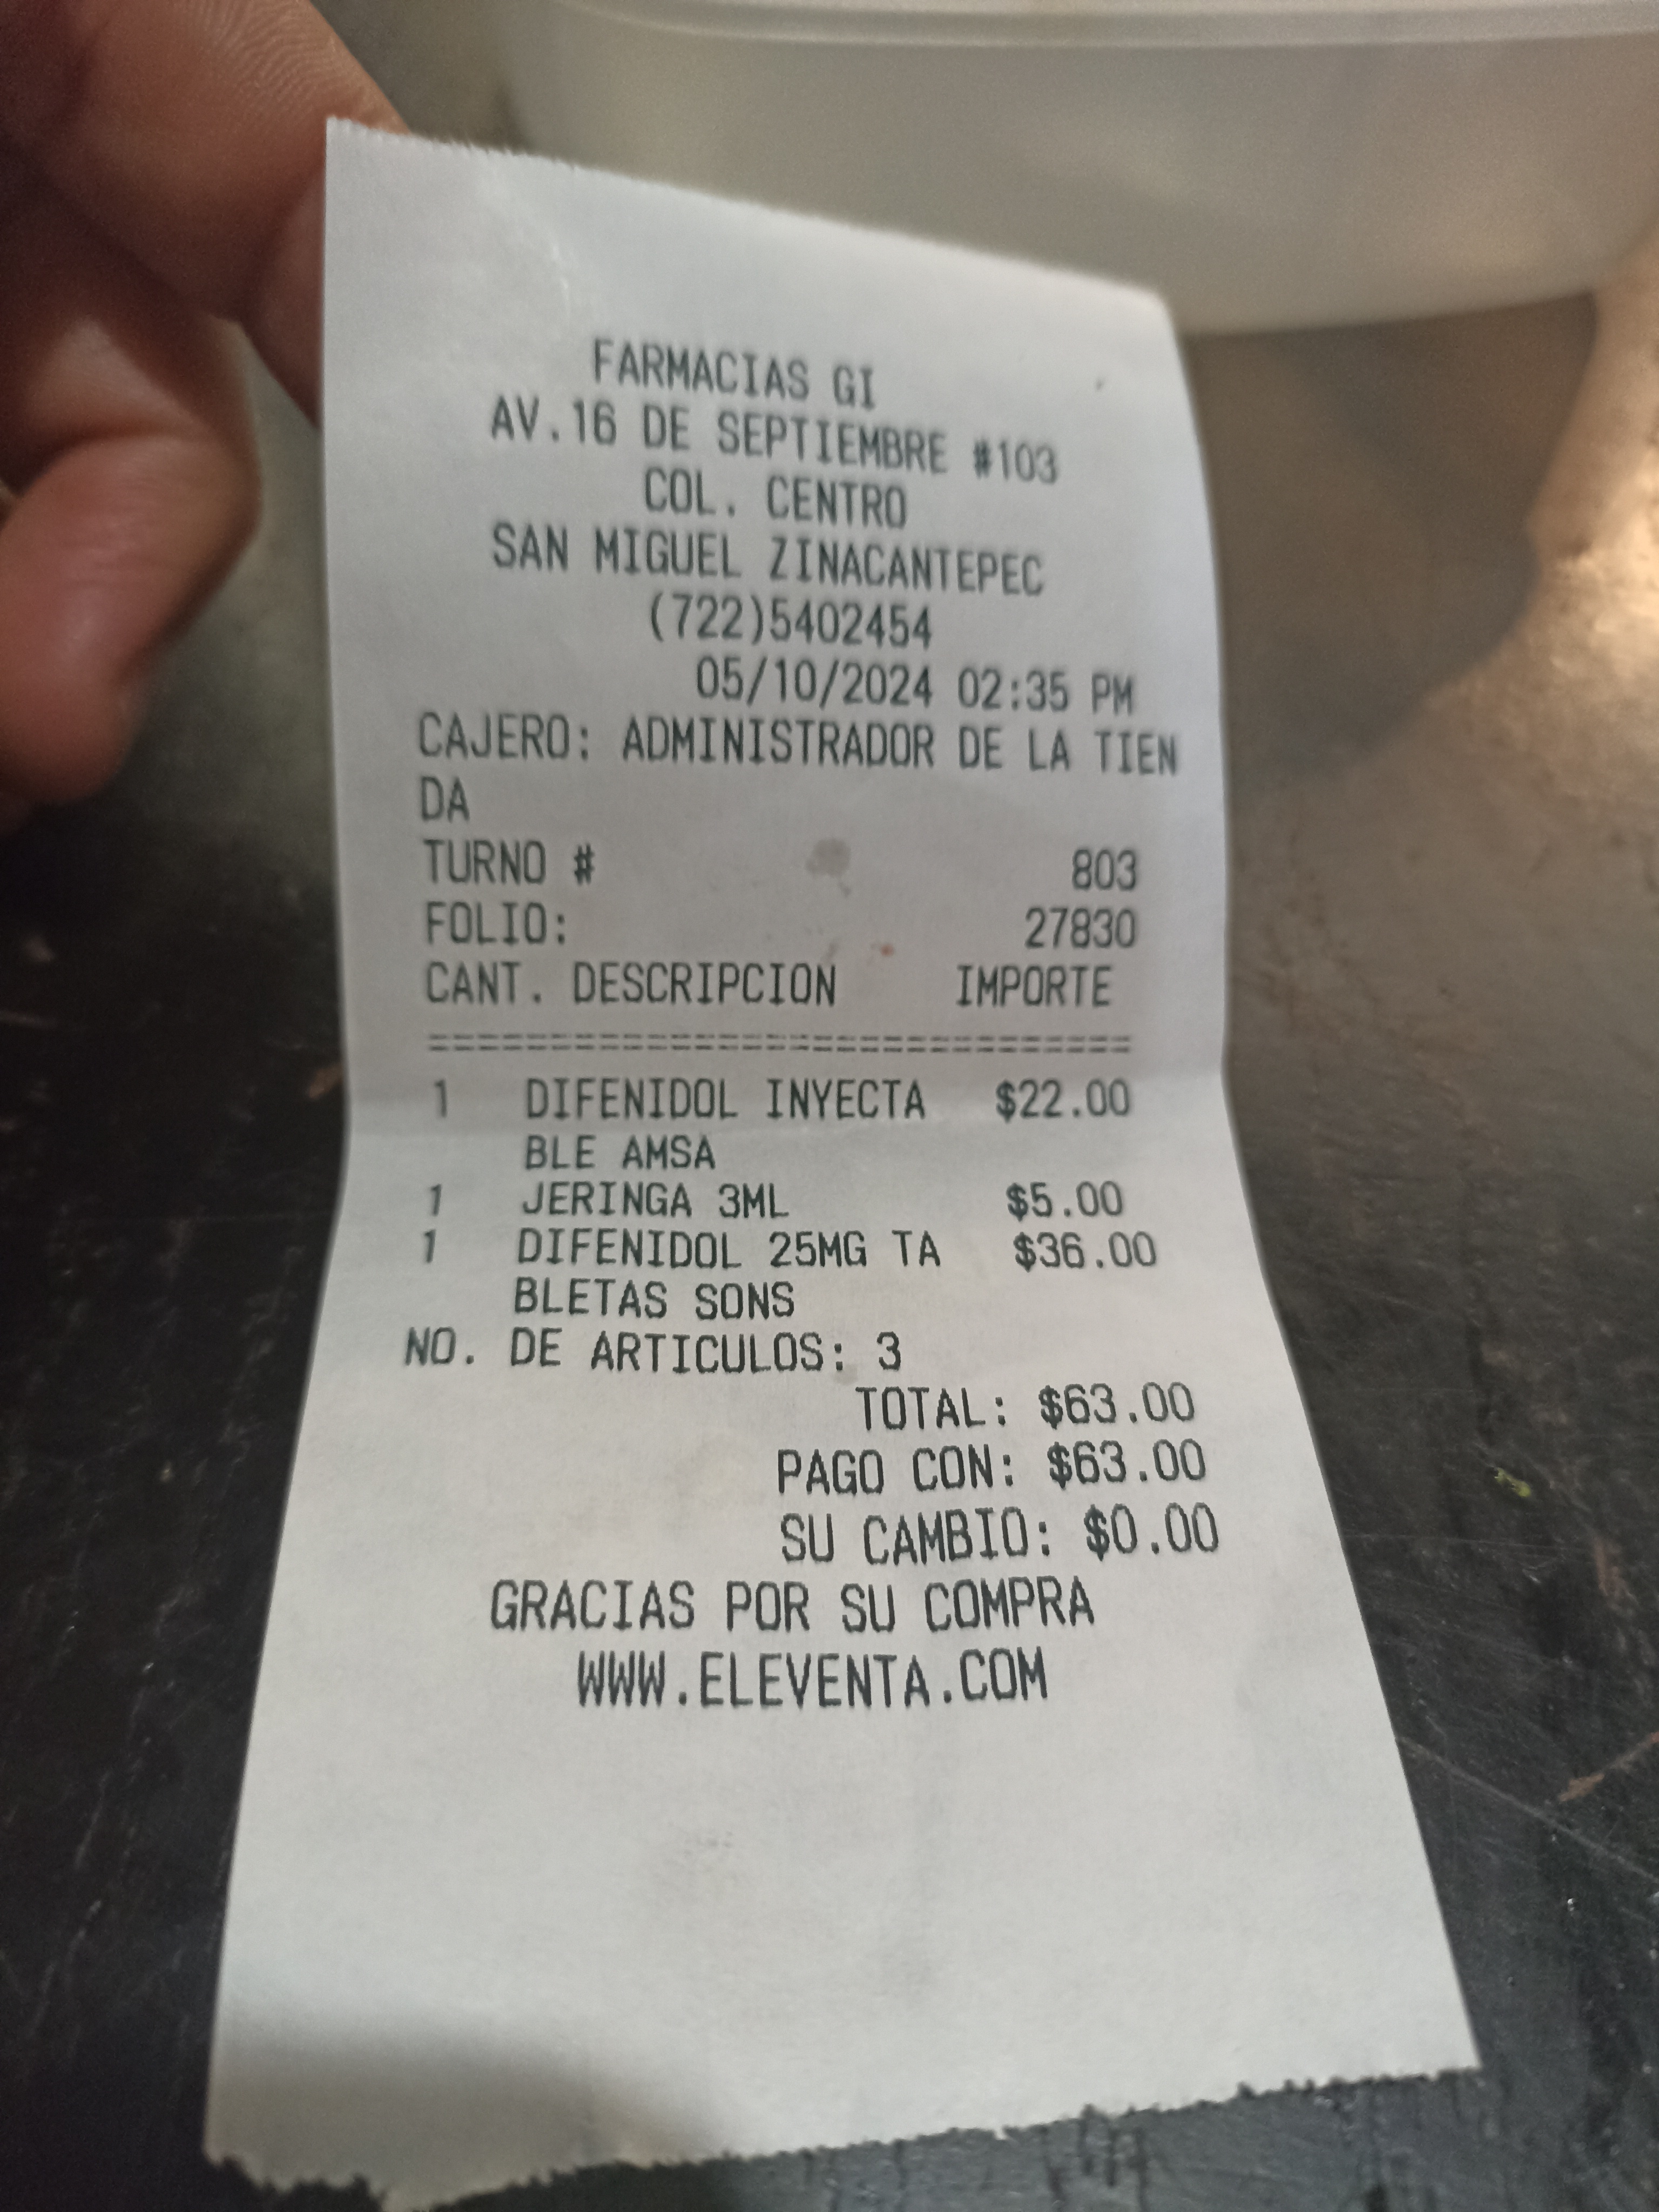 FARMACIAS GI
AV.16 DE SEPTIEMBRE #103
COL. CENTRO
SAN MIGUEL ZINACANTEPEC
(722)5402454
05/10/2024 02:35 PM
CAJERO: ADMINISTRADOR DE LA TIEN
DA
TURNO # 803
FOLIO: 27830
CANT. DESCRIPCION IMPORTE
==============================
1 DIFENIDOL INYECTA $22.00
BLE AMSA
1 JERINGA 3ML $5.00
1 DIFENIDOL 25MG TA $36.00
BLETAS SONS
NO. DE ARTICULOS: 3
TOTAL: $63.00
PAGO CON: $63.00
SU CAMBIO: $0.00
GRACIAS POR SU COMPRA
WWW.ELEVENTA.COM